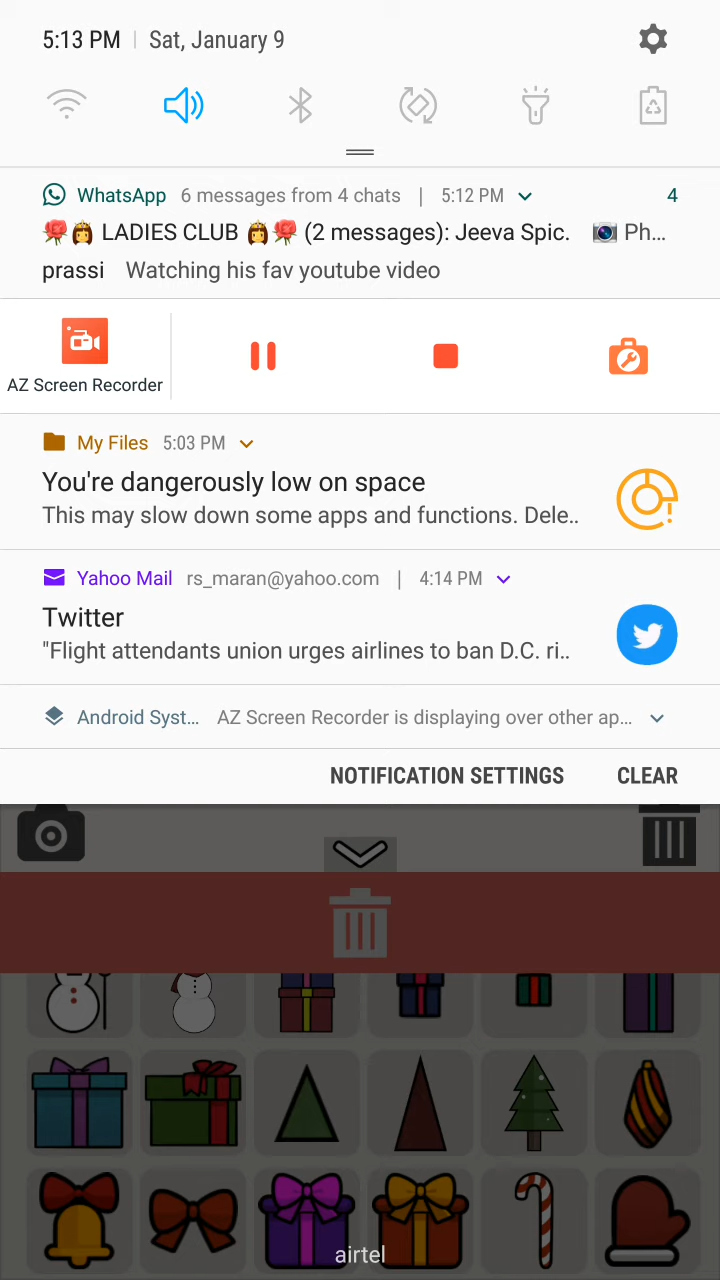 5:13 PM | Sat, January 9
WhatsApp 6 messages from 4 chats | 5:12 PM 4
🌹👸 LADIES CLUB 👸🌹 (2 messages): Jeeva Spic. 📷 Ph...
prassi Watching his fav youtube video
AZ Screen Recorder
My Files 5:03 PM
You're dangerously low on space
This may slow down some apps and functions. Dele..
Yahoo Mail rs_maran@yahoo.com | 4:14 PM
Twitter
"Flight attendants union urges airlines to ban D.C. ri..
Android Syst... AZ Screen Recorder is displaying over other ap...
NOTIFICATION SETTINGS CLEAR
airtel